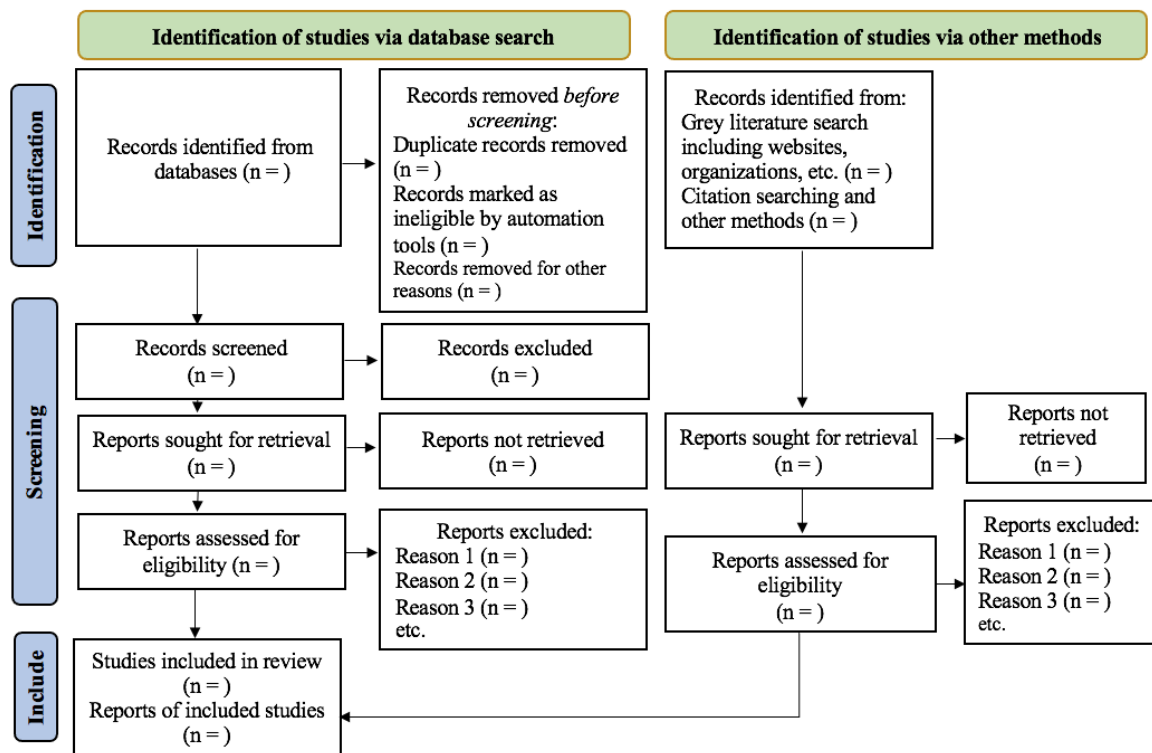 Identification of studies via database search
Identification of studies via other methods
Identification
Records identified from
databases (n = )
Records removed before
screening:
Duplicate records removed
(n = )
Records marked as
ineligible by automation
tools (n = )
Records removed for other
reasons (n = )
Records identified from:
Grey literature search
including websites,
organizations, etc. (n = )
Citation searching and
other methods (n = )
Screening
Records screened
(n = )
Records excluded
(n = )
Reports sought for retrieval
(n = )
Reports not retrieved
(n = )
Reports sought for retrieval
(n = )
Reports not
retrieved
(n = )
Reports assessed for
eligibility (n = )
Reports excluded:
Reason 1 (n = )
Reason 2 (n = )
Reason 3 (n = )
etc.
Reports assessed for
eligibility
(n = )
Reports excluded:
Reason 1 (n = )
Reason 2 (n = )
Reason 3 (n = )
etc.
Include
Studies included in review
(n = )
Reports of included studies
(n = )